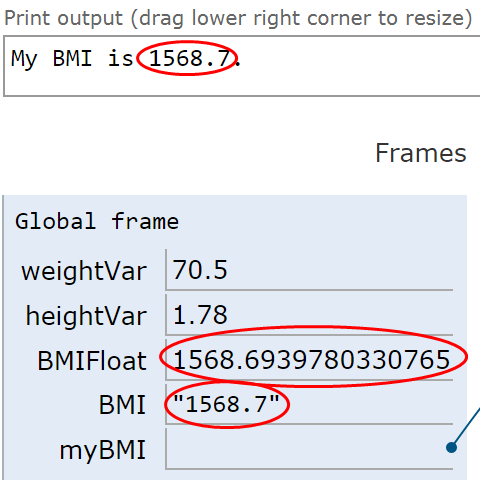 Print output (drag lower right corner to resize)
My BMI is 1568.7.
Frames
Global frame
weightVar 70.5
heightVar 1.78
BMIFloat 1568.6939780330765
BMI "1568.7"
myBMI